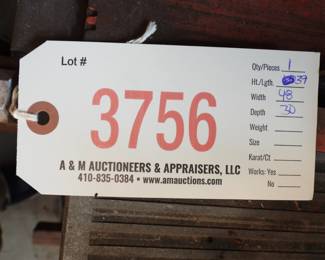 Lot #
3756
A & M AUCTIONEERS & APPRAISERS, LLC
410-835-0384 • www.amauctions.com
Qty/Pieces 1
Ht./Lgth. 39
Width 48
Depth 30
Weight
Size
Karat/Ct
Works: Yes
No